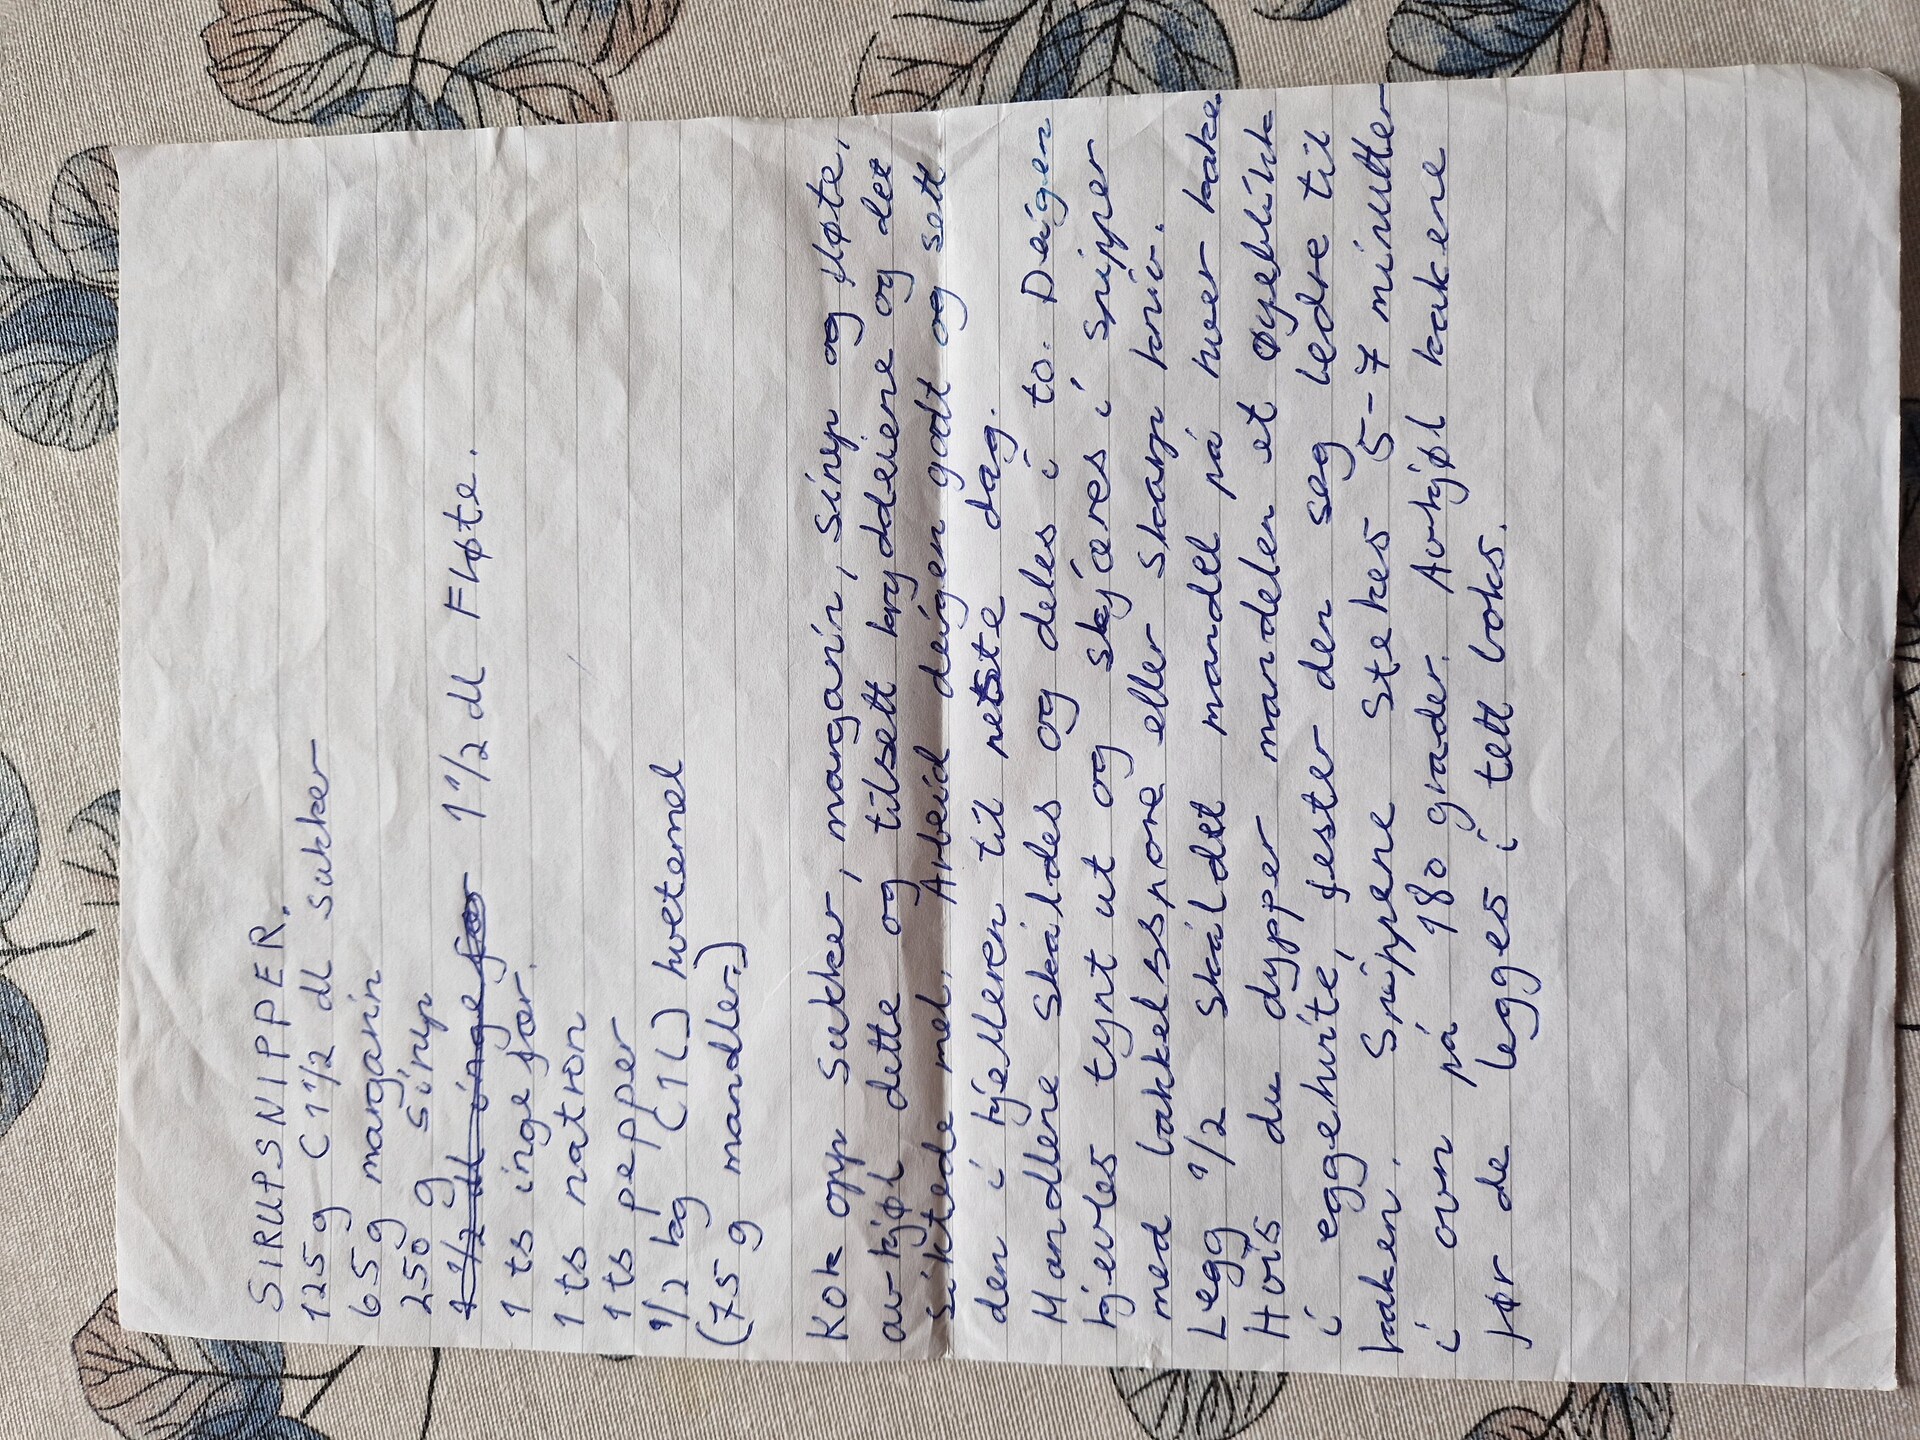 SIRUPSNIPPER.
125 g (1 1/2 dl sukker
65 g margarin
250 g sirup
1 1/2 dl ingefær 1 1/2 dl Fløte.
1 ts ingefær.
1 ts natron
1 ts pepper
1/2 kg (1 l) hvetemel
(75 g mandler.)
Kok opp sukker, margarin, sirup og fløte,
avkjøl dette og tilsett krydderiene og det
siktede mel. Arbeid deigen godt og sett
den i kjelleren til neste dag.
Mandlene skåldes og deles i to. Deigen
kjevles tynt ut og skjæres i snipper
med bakkelsspore eller skarp kniv.
Legg 1/2 skåldet mandel på hver kake.
Hvis du dypper mandelen et øyeblikk
i eggehvite, fester den seg bedre til
kaken. Snippene stekes 5-7 minutter
i ovn på 180 grader. Avkjøl kakene
før de legges i tett boks.